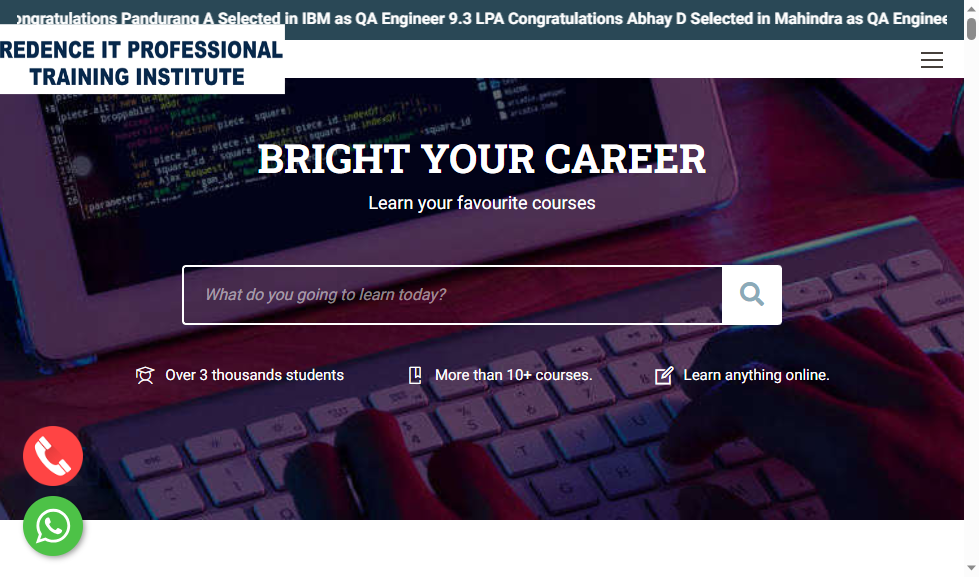 ongratulations Pandurang A Selected in IBM as QA Engineer 9.3 LPA Congratulations Abhay D Selected in Mahindra as QA Enginee
REDENCE IT PROFESSIONAL
TRAINING INSTITUTE
BRIGHT YOUR CAREER
Learn your favourite courses
What do you going to learn today?
Over 3 thousands students
More than 10+ courses.
Learn anything online.